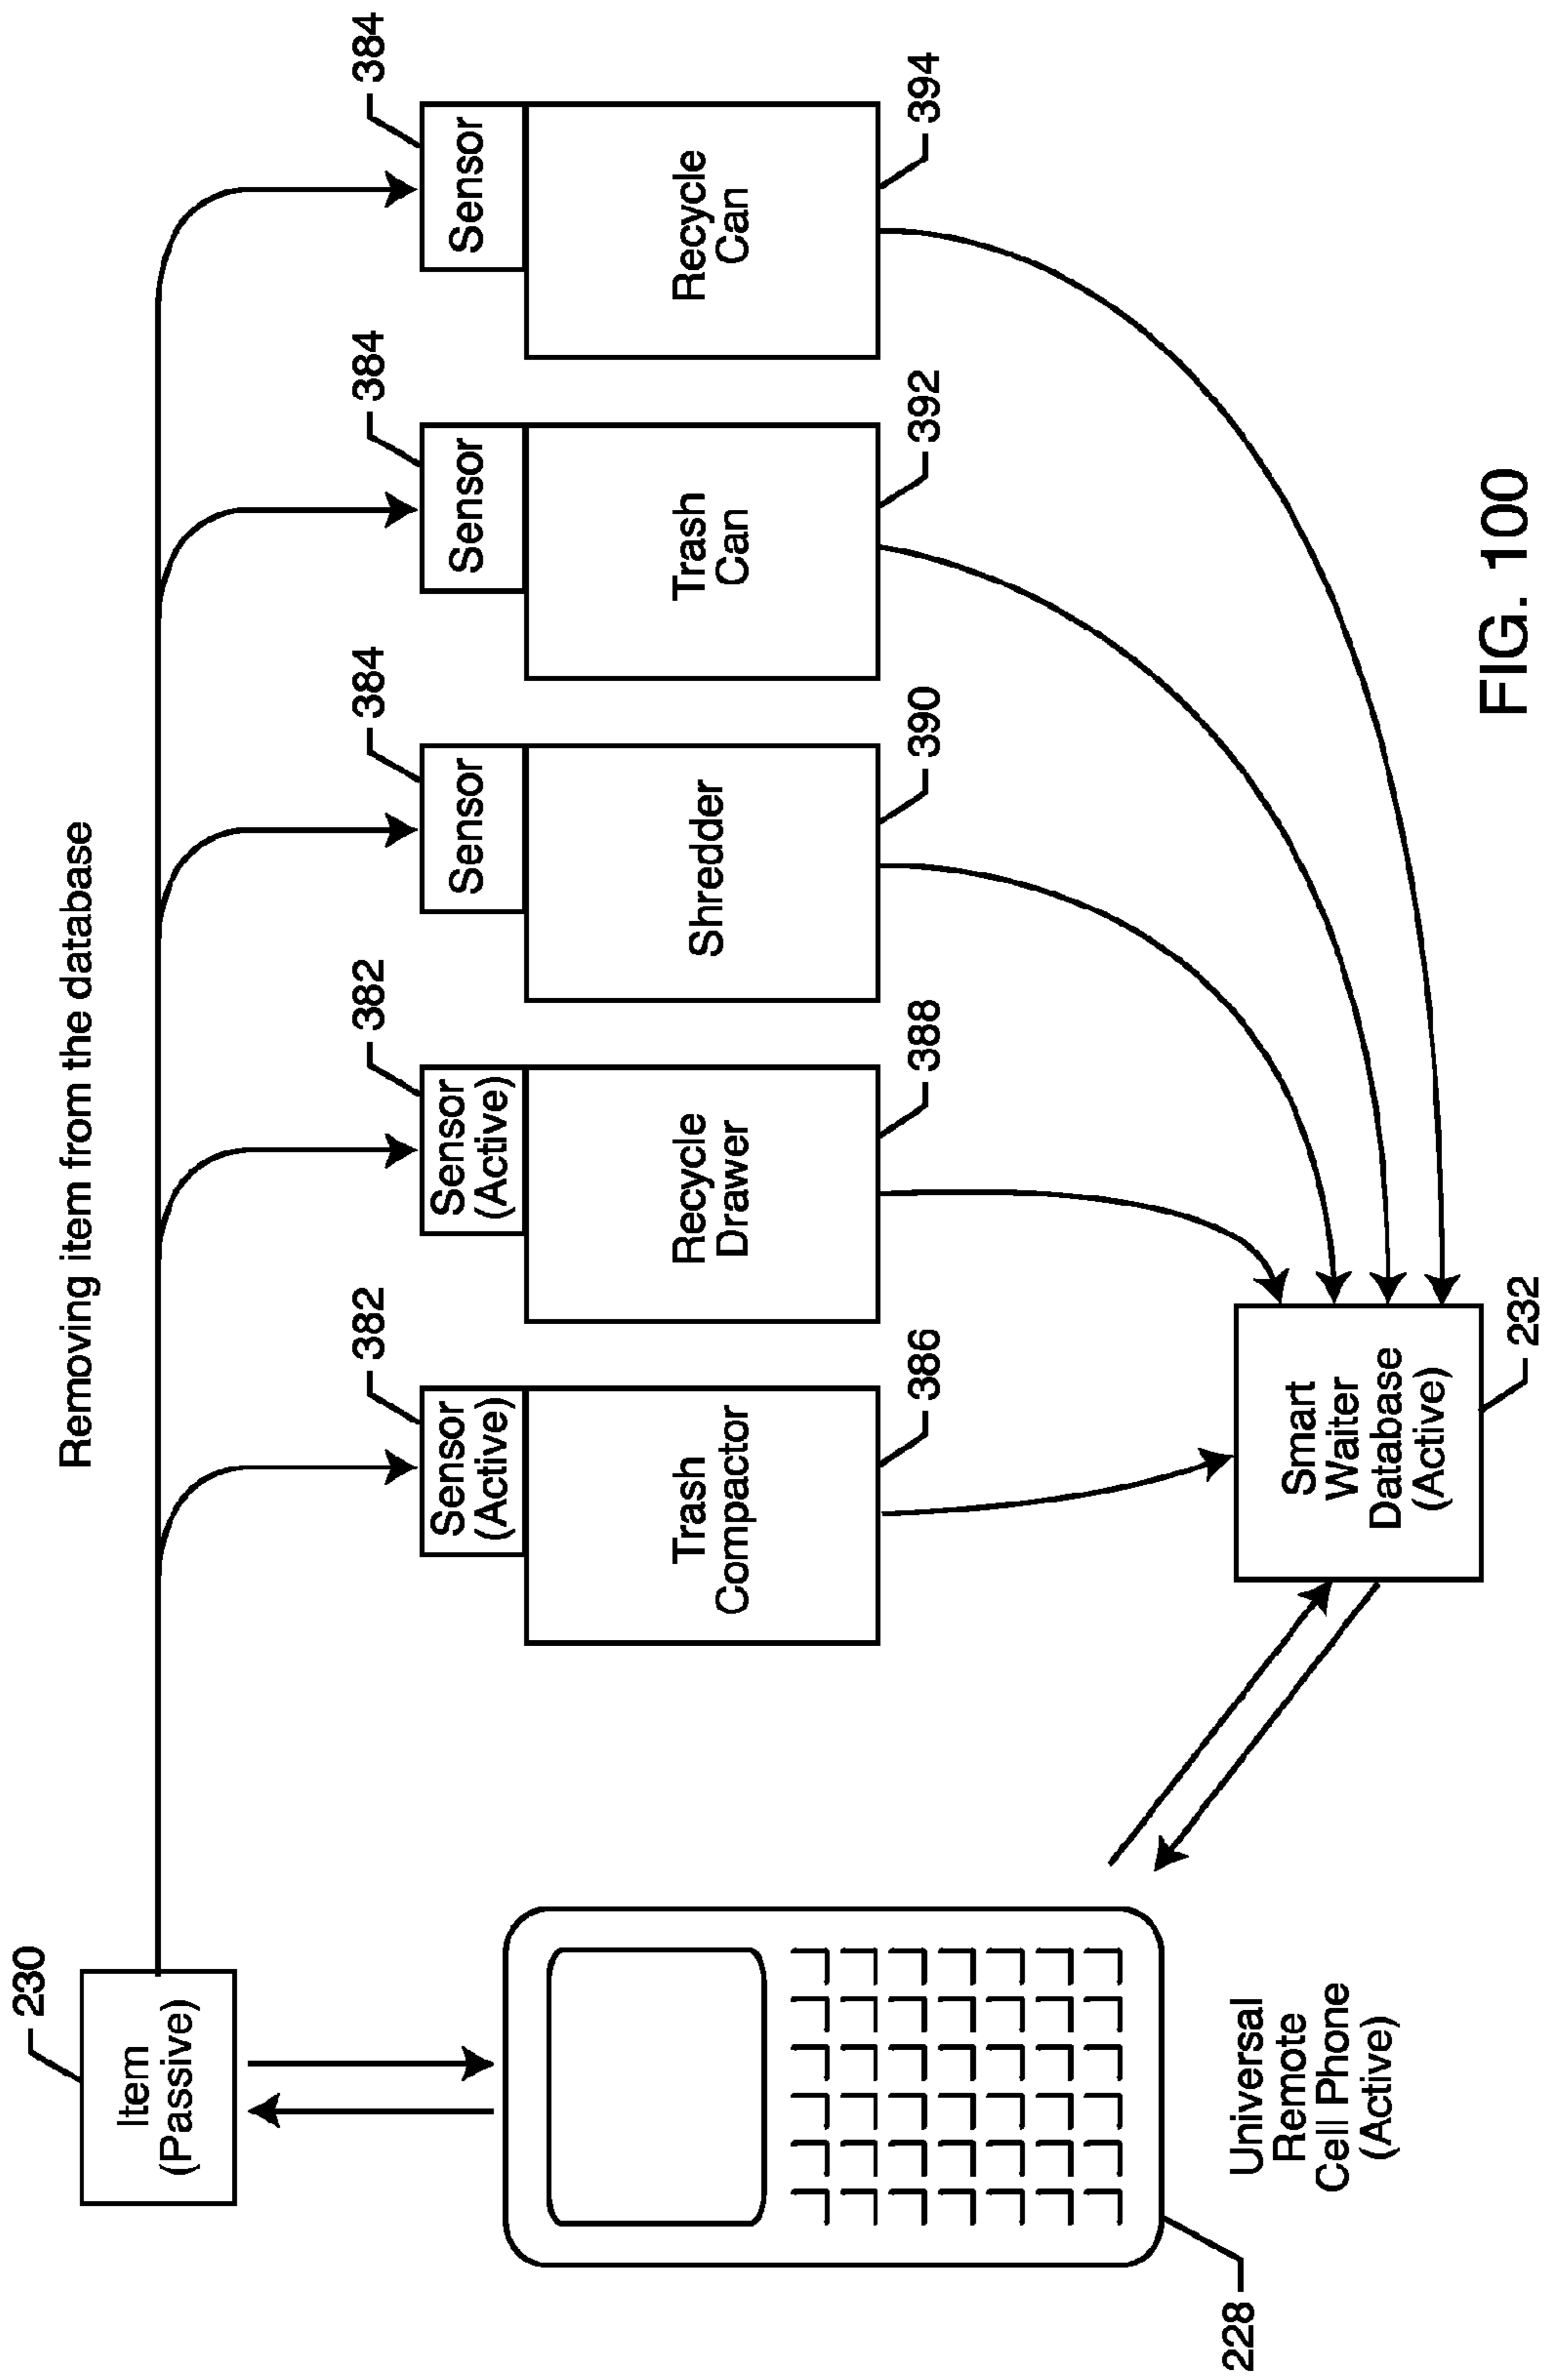 Removing item from the database
230
Item
(Passive)
382
382
384
384
384
Sensor
(Active)
Sensor
(Active)
Sensor
Sensor
Sensor
Trash
Compactor
Recycle
Drawer
Shredder
Trash
Can
Recycle
Can
386
388
390
392
394
Universal
Remote
Cell Phone
(Active)
228
Smart
Waiter
Database
(Active)
232
FIG. 100